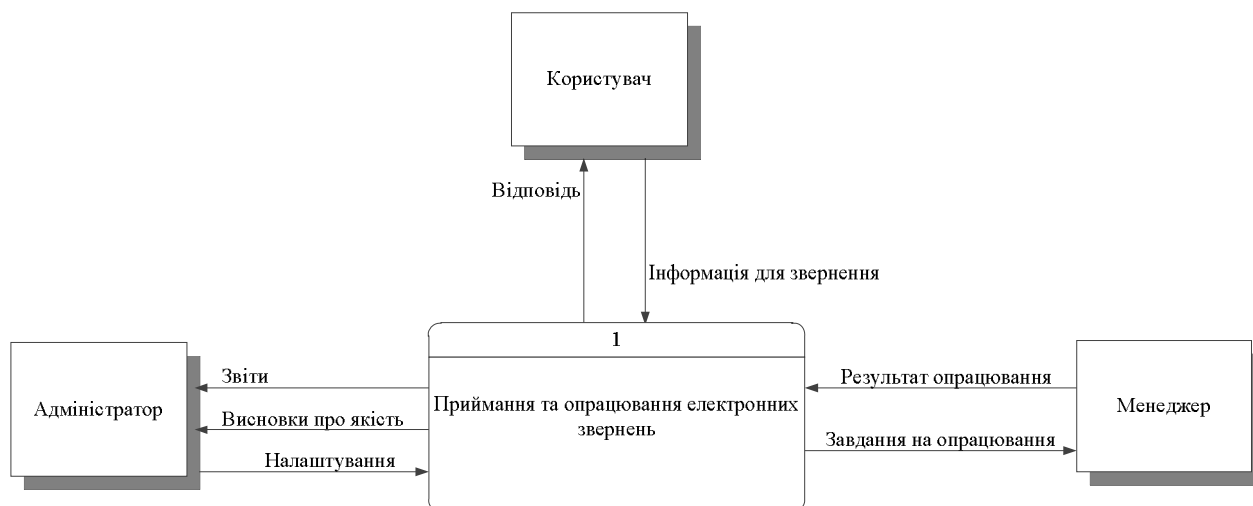 Користувач
Відповідь
Інформація для звернення
1
Приймання та опрацювання електронних
звернень
Адміністратор
Звіти
Висновки про якість
Налаштування
Результат опрацювання
Завдання на опрацювання
Менеджер